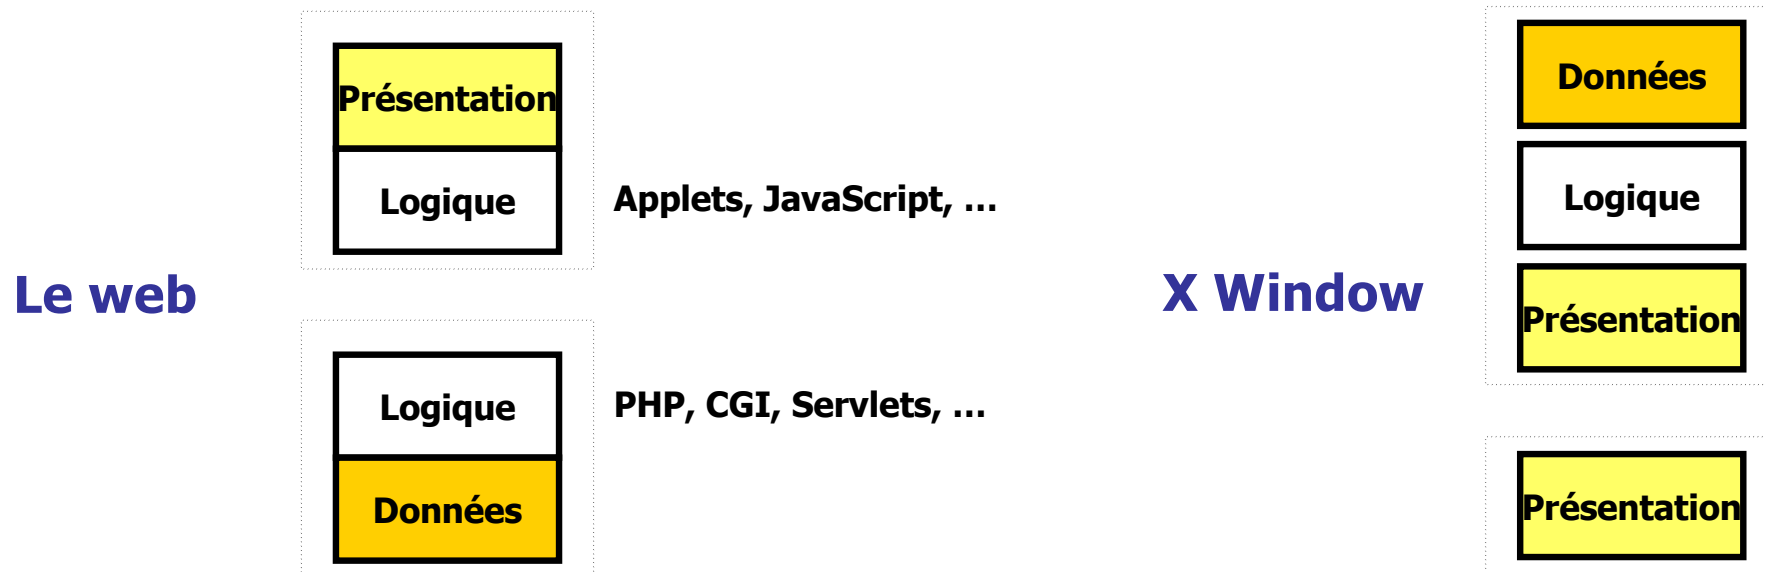 Le web
Présentation
Logique
Applets, JavaScript, ...
Logique
PHP, CGI, Servlets, ...
Données
X Window
Données
Logique
Présentation
Présentation